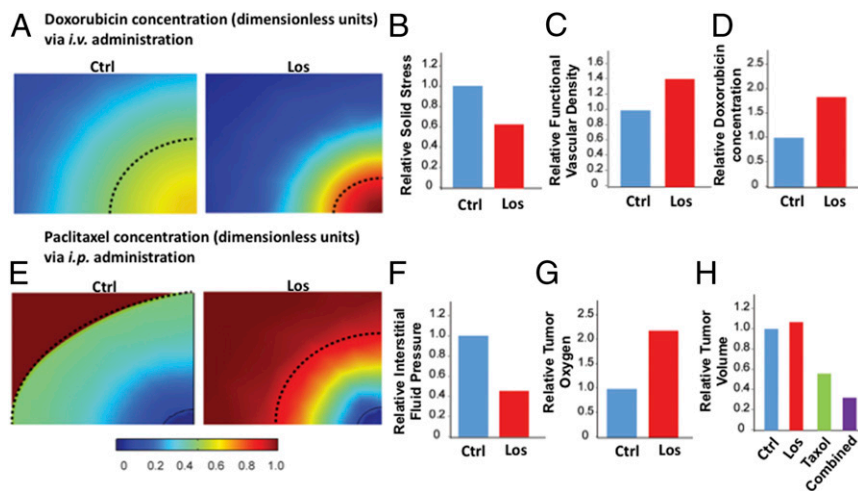 A
Doxorubicin concentration (dimensionless units)
via i.v. administration
Ctrl
Los
B
Relative Solid Stress
1.2
1.0
0.8
0.6
0.4
0.2
0
Ctrl
Los
C
Relative Functional
Vascular Density
1.6
1.4
1.2
1.0
0.8
0.6
0.4
0.2
0
Ctrl
Los
D
Relative Doxorubicin
concentration
2.5
2.0
1.5
1.0
0.5
0
Ctrl
Los
Paclitaxel concentration (dimensionless units)
via i.p. administration
E
Ctrl
Los
0 0.2 0.4 0.6 0.8 1.0
F
Relative Interstitial
Fluid Pressure
1.2
1.0
0.8
0.6
0.4
0.2
0
Ctrl
Los
G
Relative Tumor
Oxygen
2.5
2.0
1.5
1.0
0.5
0
Ctrl
Los
H
Relative Tumor
Volume
1.2
1.0
0.8
0.6
0.4
0.2
0
Ctrl
Los
Taxol
Combined